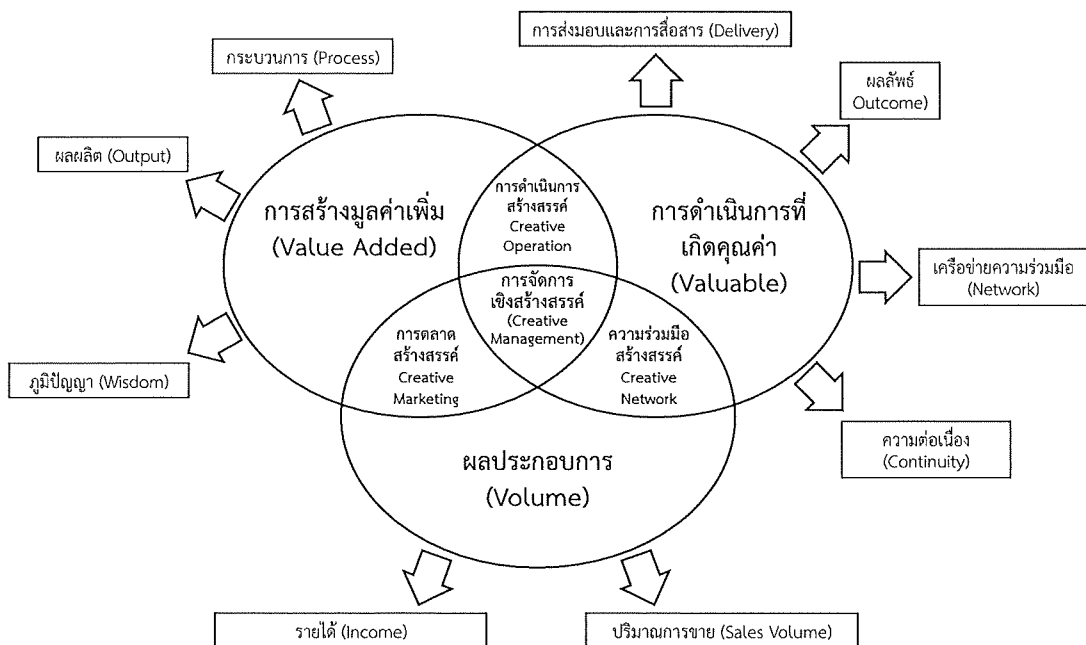 การส่งมอบและการสื่อสาร (Delivery)
กระบวนการ (Process)
ผลลัพธ์
Outcome)
ผลผลิต (Output)
การสร้างมูลค่าเพิ่ม
(Value Added)
การดำเนินการ
สร้างสรรค์
Creative
Operation
การดำเนินการที่
เกิดคุณค่า
(Valuable)
เครือข่ายความร่วมมือ
(Network)
การจัดการ
เชิงสร้างสรรค์
(Creative
Management)
การตลาด
สร้างสรรค์
Creative
Marketing
ความร่วมมือ
สร้างสรรค์
Creative
Network
ภูมิปัญญา (Wisdom)
ความต่อเนื่อง
(Continuity)
ผลประกอบการ
(Volume)
รายได้ (Income)
ปริมาณการขาย (Sales Volume)